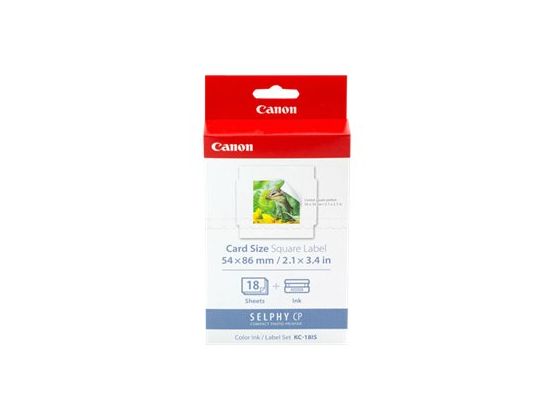 Canon
Canon
Card Size Square Label
54 × 86 mm / 2.1 × 3.4 in
18
+
Sheets
Ink
SELPHY CP
COMPACT PHOTO PRINTER
Color Ink / Label Set KC-18IS